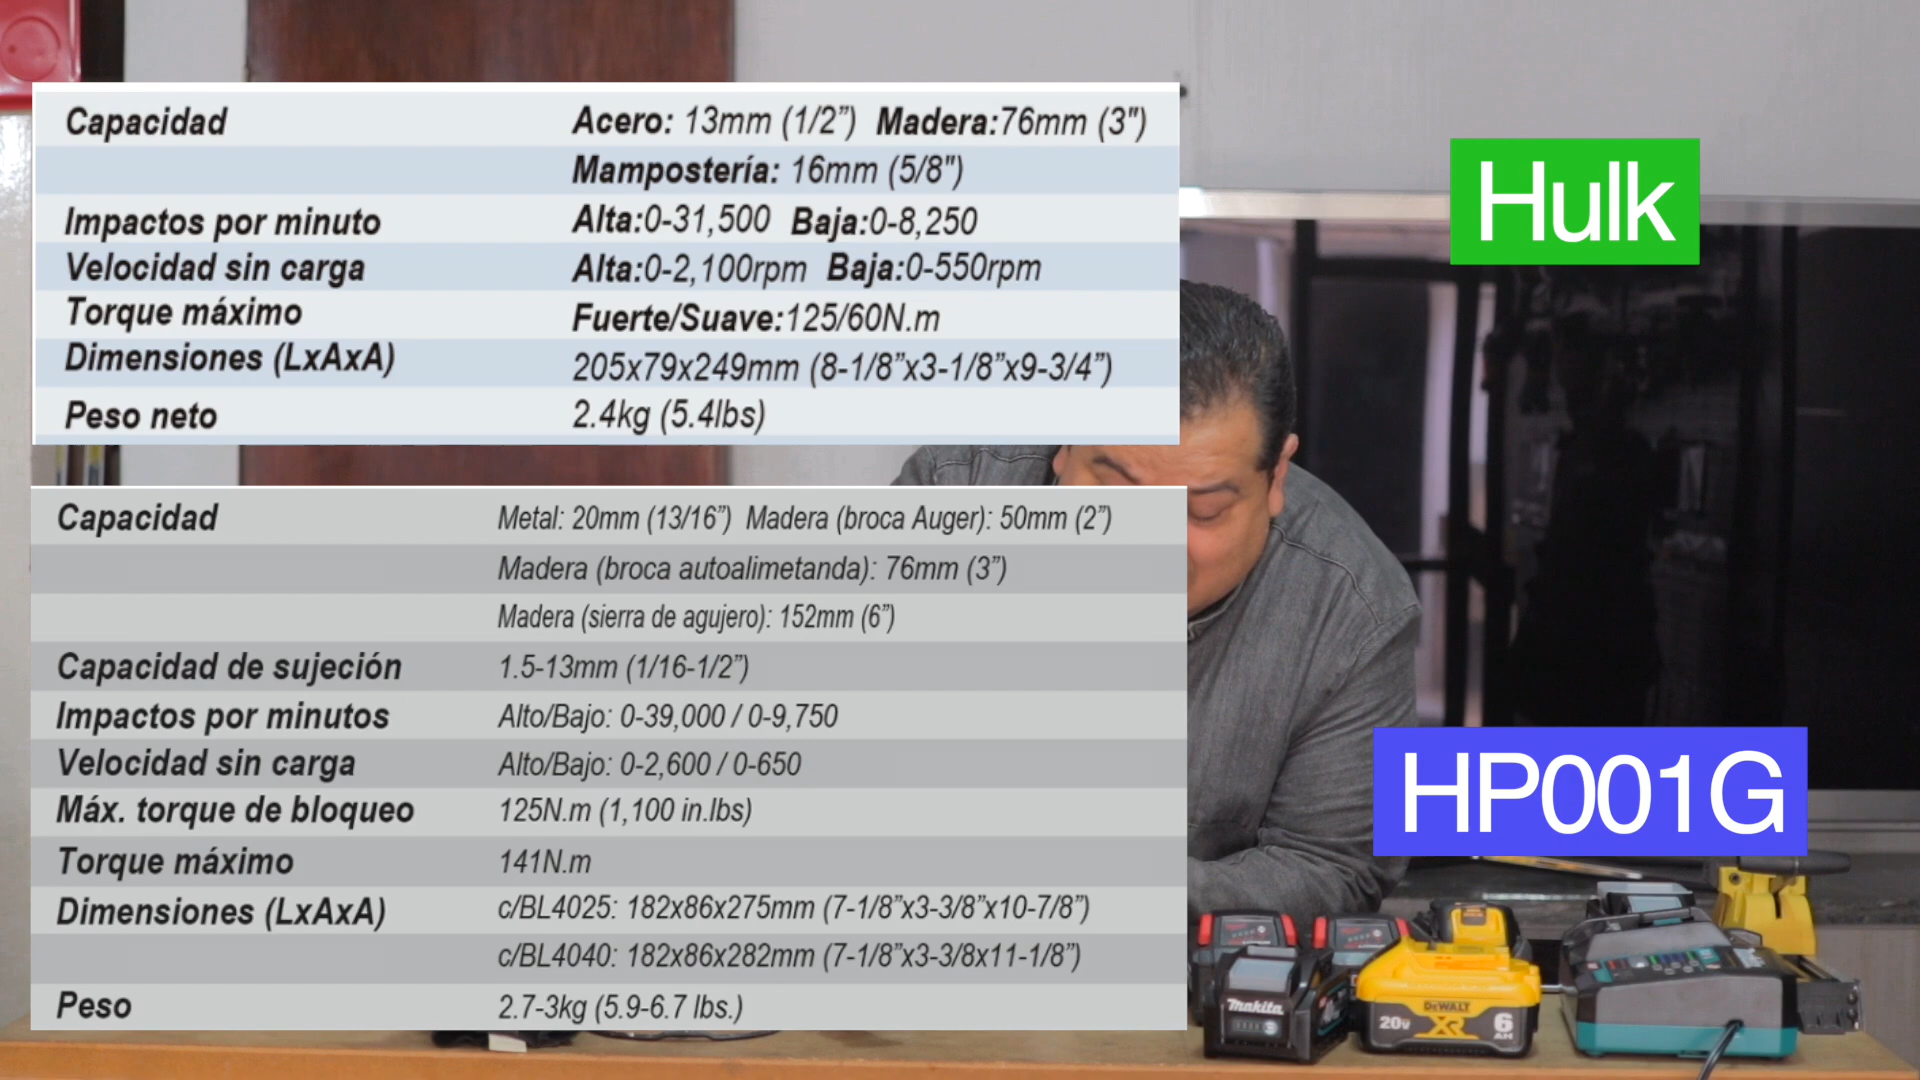 Capacidad Acero: 13mm (1/2”) Madera:76mm (3")
Mampostería: 16mm (5/8")
Impactos por minuto Alta:0-31,500 Baja:0-8,250
Velocidad sin carga Alta:0-2,100rpm Baja:0-550rpm
Torque máximo Fuerte/Suave:125/60N.m
Dimensiones (LxAxA) 205x79x249mm (8-1/8”x3-1/8”x9-3/4”)
Peso neto 2.4kg (5.4lbs)
Hulk
Capacidad Metal: 20mm (13/16”) Madera (broca Auger): 50mm (2”)
Madera (broca autoalimetanda): 76mm (3”)
Madera (sierra de agujero): 152mm (6”)
Capacidad de sujeción 1.5-13mm (1/16-1/2”)
Impactos por minutos Alto/Bajo: 0-39,000 / 0-9,750
Velocidad sin carga Alto/Bajo: 0-2,600 / 0-650
Máx. torque de bloqueo 125N.m (1,100 in.lbs)
Torque máximo 141N.m
Dimensiones (LxAxA) c/BL4025: 182x86x275mm (7-1/8”x3-3/8”x10-7/8”)
c/BL4040: 182x86x282mm (7-1/8”x3-3/8x11-1/8”)
Peso 2.7-3kg (5.9-6.7 lbs.)
HP001G
makita
DEWALT
20V XR 6
AH